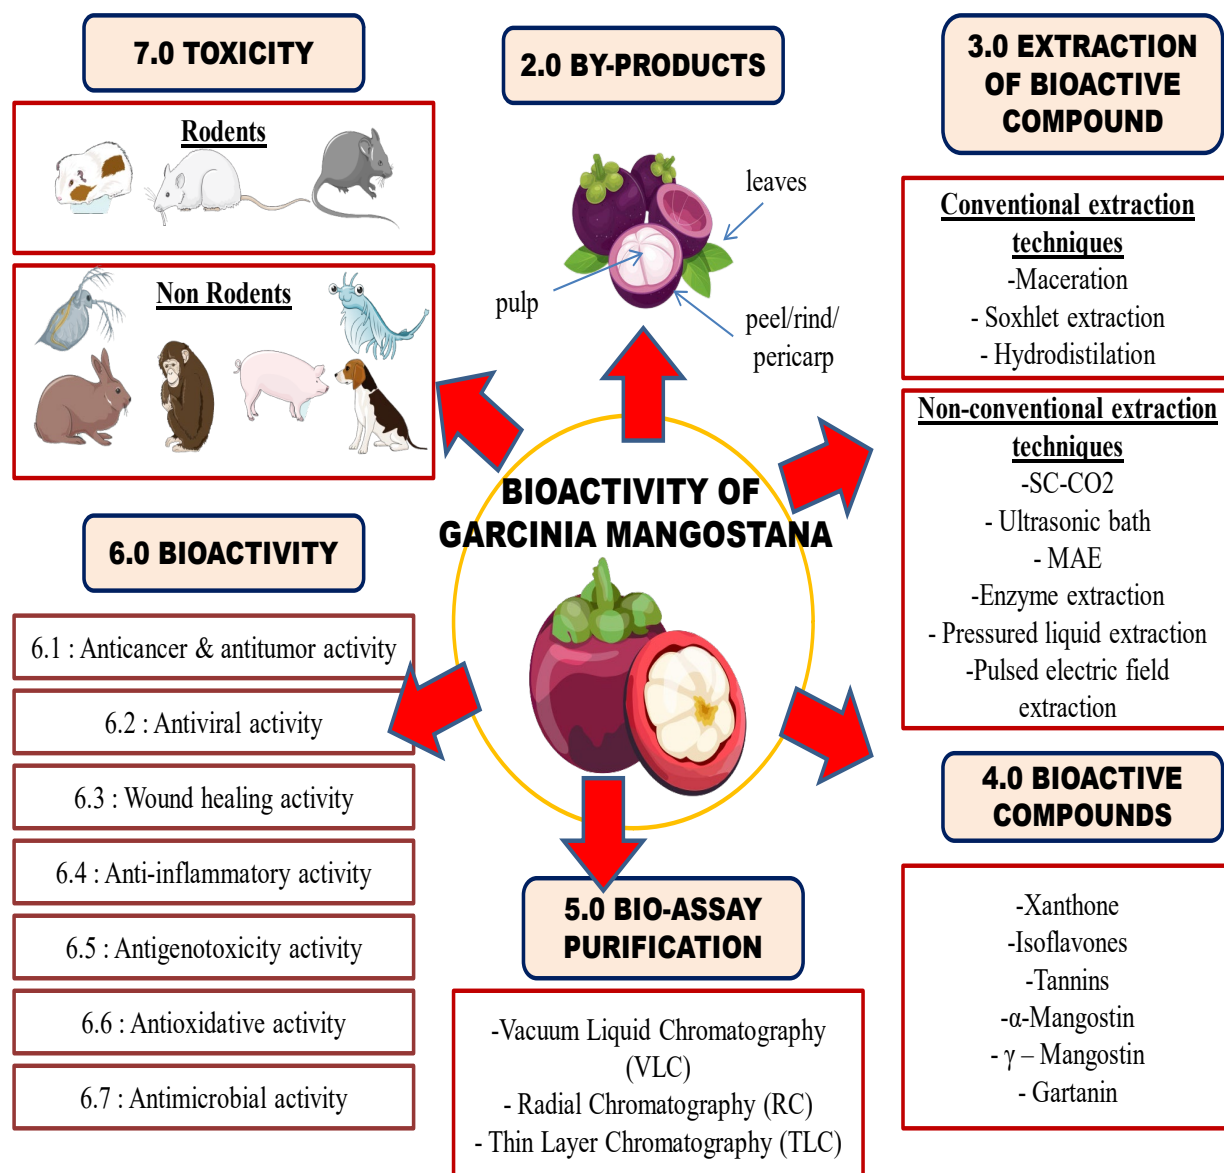 7.0 TOXICITY
Rodents
Non Rodents
2.0 BY-PRODUCTS
leaves
pulp
peel/rind/
pericarp
3.0 EXTRACTION
OF BIOACTIVE
COMPOUND
Conventional extraction
techniques
-Maceration
- Soxhlet extraction
- Hydrodistilation
Non-conventional extraction
techniques
-SC-CO2
- Ultrasonic bath
- MAE
-Enzyme extraction
- Pressured liquid extraction
-Pulsed electric field
extraction
BIOACTIVITY OF
GARCINIA MANGOSTANA
6.0 BIOACTIVITY
6.1 : Anticancer & antitumor activity
6.2 : Antiviral activity
6.3 : Wound healing activity
6.4 : Anti-inflammatory activity
6.5 : Antigenotoxicity activity
6.6 : Antioxidative activity
6.7 : Antimicrobial activity
5.0 BIO-ASSAY
PURIFICATION
-Vacuum Liquid Chromatography
(VLC)
- Radial Chromatography (RC)
- Thin Layer Chromatography (TLC)
4.0 BIOACTIVE
COMPOUNDS
-Xanthone
-Isoflavones
-Tannins
-α-Mangostin
- γ – Mangostin
- Gartanin